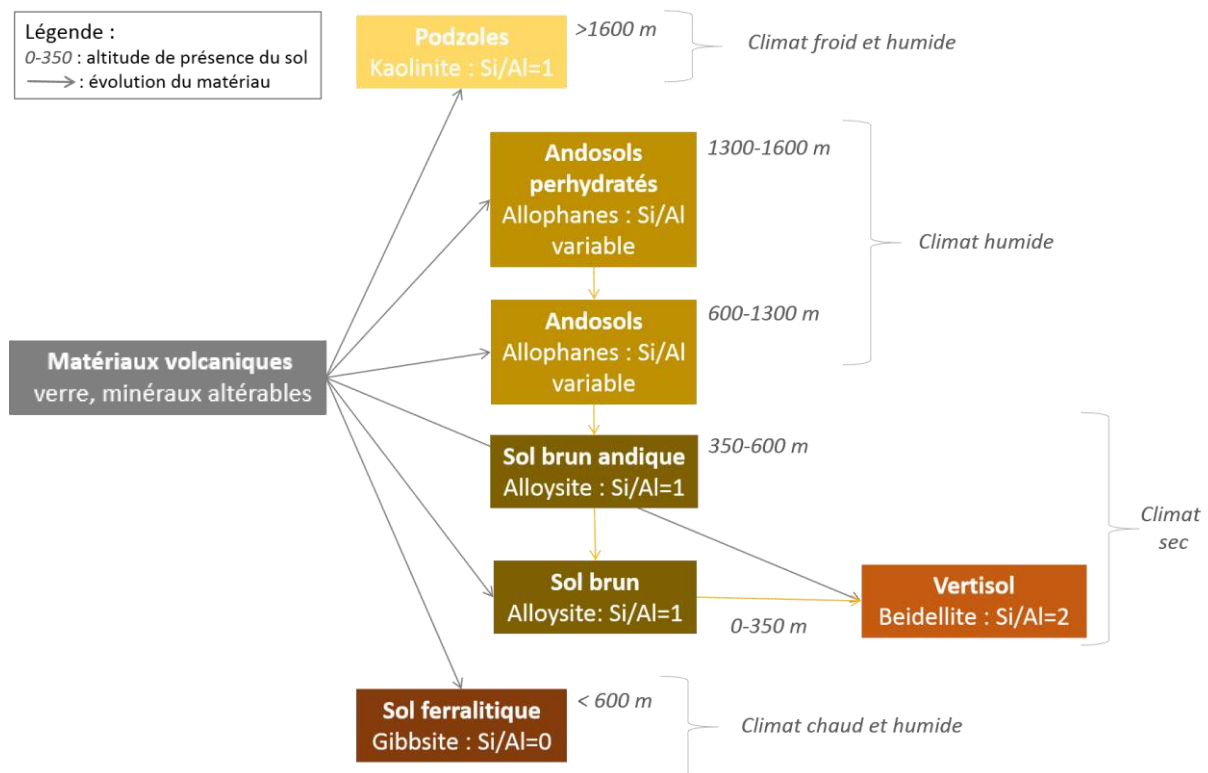 Légende :
0-350 : altitude de présence du sol
: évolution du matériau
Podzoles
Kaolinite : Si/Al=1
>1600 m
Climat froid et humide
Andosols
perhydratés
Allophanes : Si/Al
variable
1300-1600 m
Climat humide
Andosols
Allophanes : Si/Al
variable
600-1300 m
Matériaux volcaniques
verre, minéraux altérables
Sol brun andique
Alloysite : Si/Al=1
350-600 m
Climat
sec
Sol brun
Alloysite: Si/Al=1
0-350 m
Vertisol
Beidellite : Si/Al=2
Sol ferralitique
Gibbsite : Si/Al=0
< 600 m
Climat chaud et humide